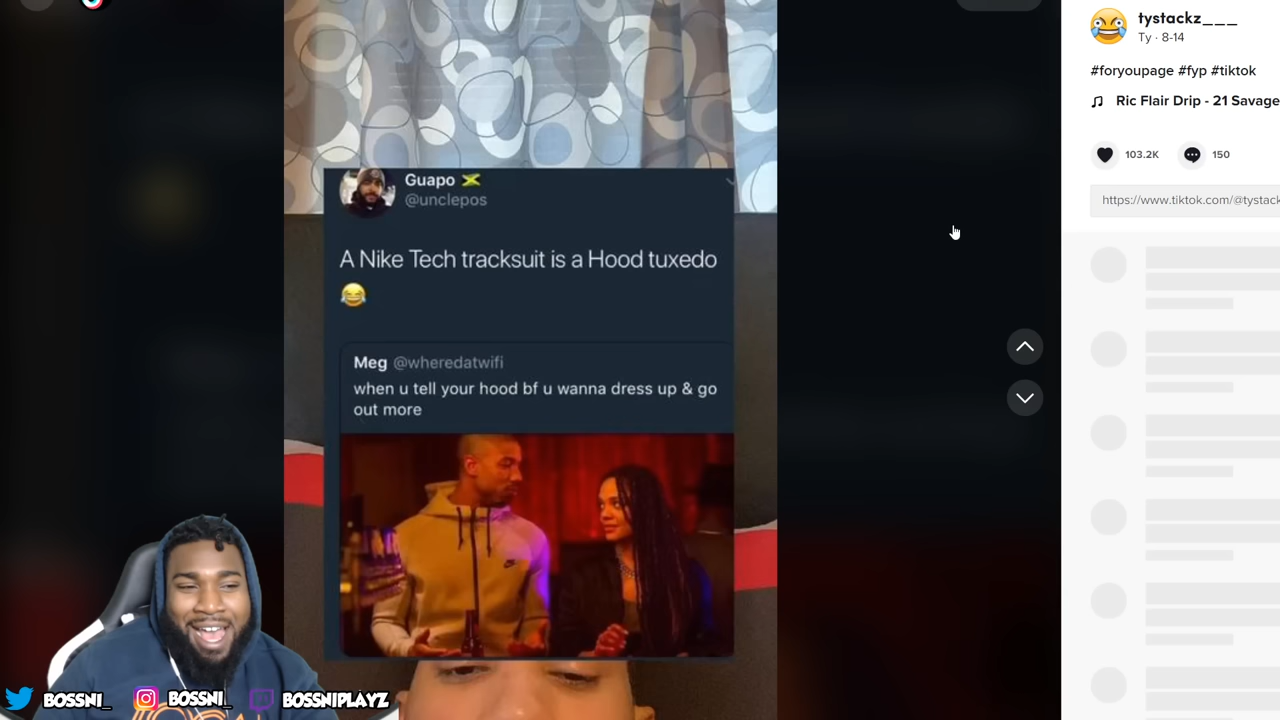 tystackz___
Ty · 8-14
#foryoupage #fyp #tiktok
Ric Flair Drip - 21 Savage
103.2K
150
https://www.tiktok.com/@tystack
Guapo
@unclepos
A Nike Tech tracksuit is a Hood tuxedo
😂
Meg @wheredatwifi
when u tell your hood bf u wanna dress up & go
out more
BOSSNI_
BOSSNI_
BOSSNIPLAYZ